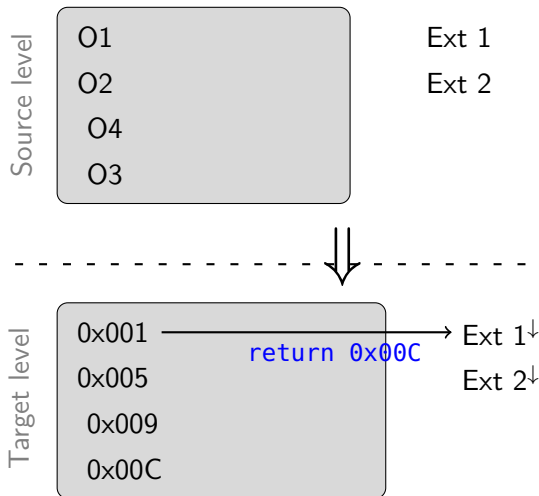 Source level
O1
Ext 1
O2
Ext 2
O4
O3
Target level
0x001
Ext 1↓
return 0x00C
0x005
Ext 2↓
0x009
0x00C